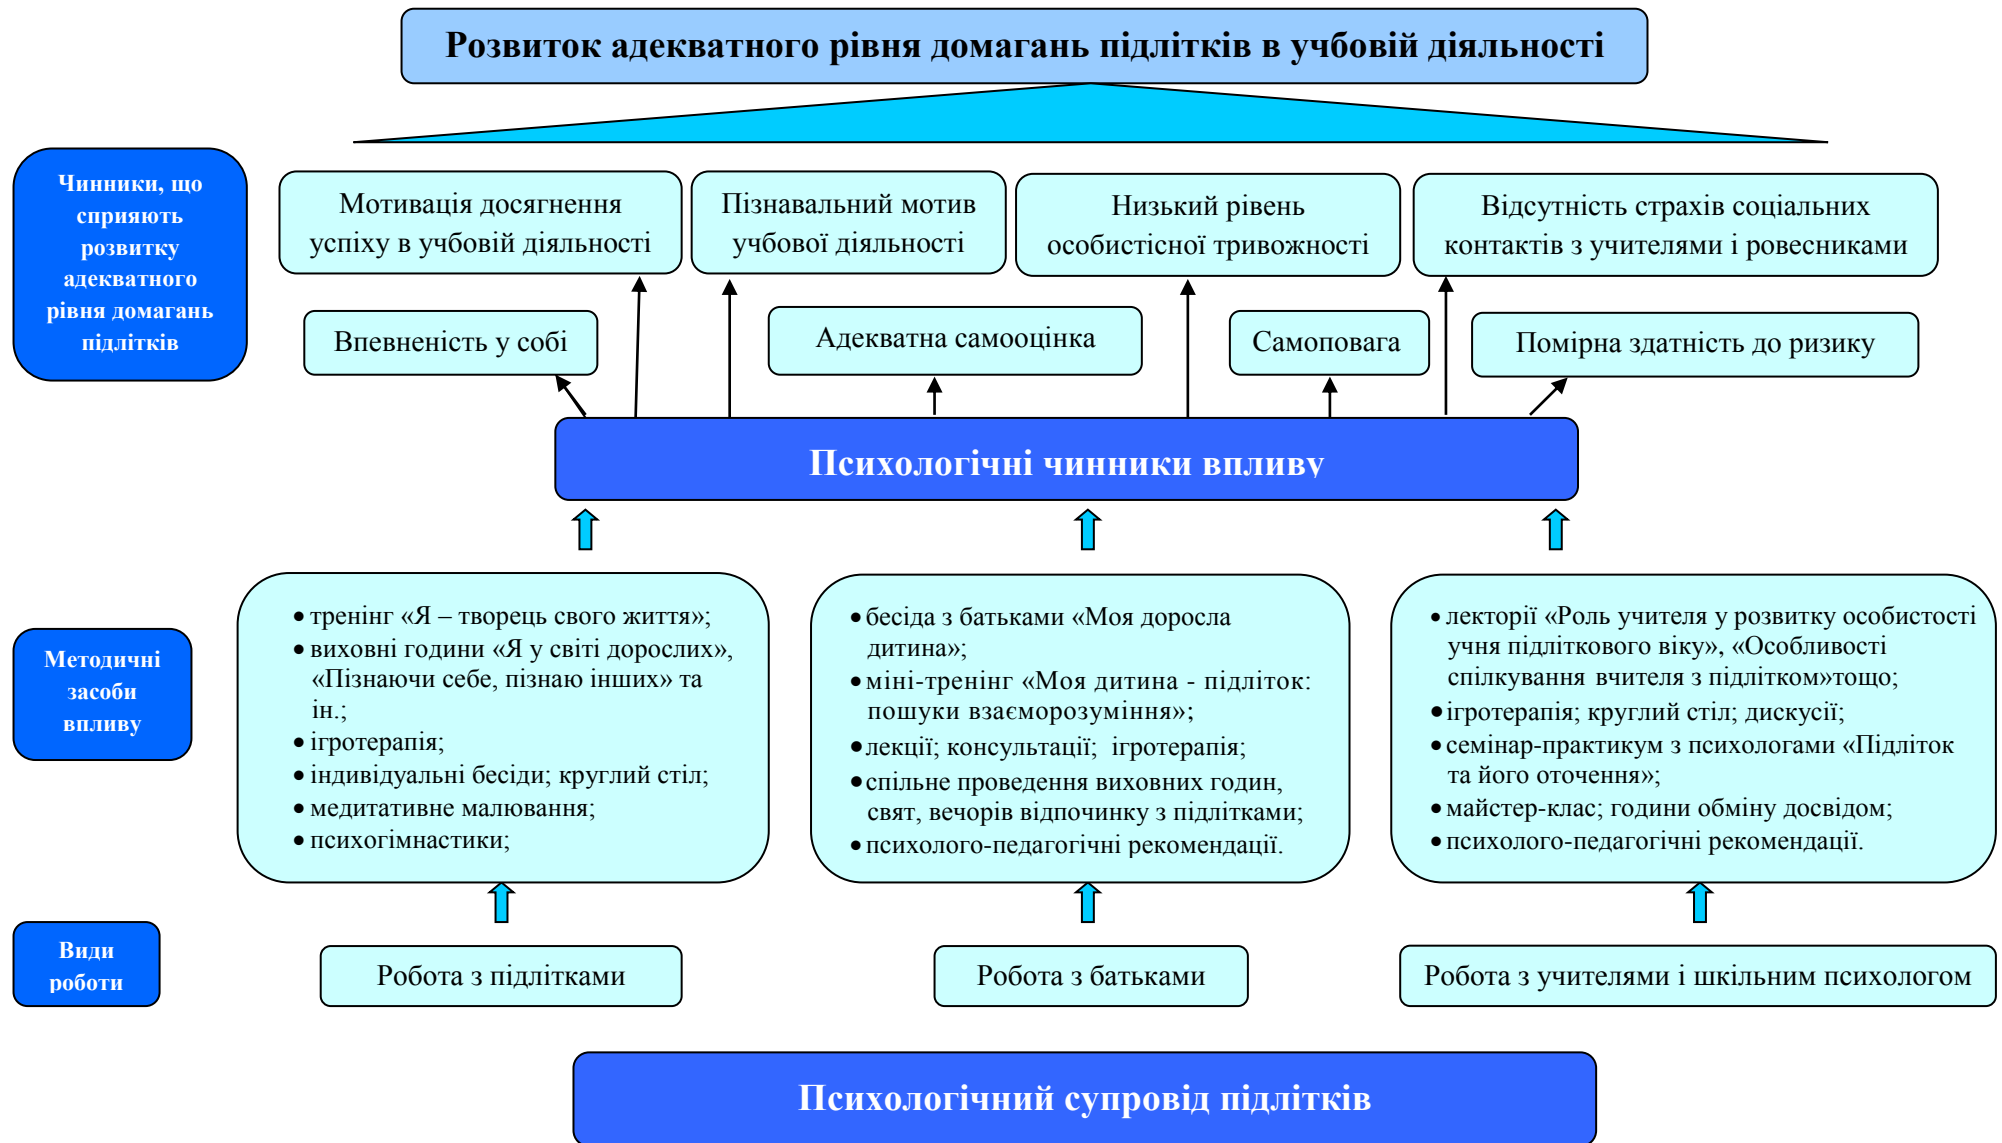 Розвиток адекватного рівня домагань підлітків в учбовій діяльності
Чинники, що
сприяють
розвитку
адекватного
рівня домагань
підлітків
Мотивація досягнення
успіху в учбовій діяльності
Пізнавальний мотив
учбової діяльності
Низький рівень
особистісної тривожності
Відсутність страхів соціальних
контактів з учителями і ровесниками
Впевненість у собі
Адекватна самооцінка
Самоповага
Помірна здатність до ризику
Психологічні чинники впливу
Методичні
засоби
впливу
• тренінг «Я – творець свого життя»;
• виховні години «Я у світі дорослих»,
«Пізнаючи себе, пізнаю інших» та
ін.;
• ігротерапія;
• індивідуальні бесіди; круглий стіл;
• медитативне малювання;
• психогімнастики;
• бесіда з батьками «Моя доросла
дитина»;
• міні-тренінг «Моя дитина - підліток:
пошуки взаєморозуміння»;
• лекції; консультації; ігротерапія;
• спільне проведення виховних годин,
свят, вечорів відпочинку з підлітками;
• психолого-педагогічні рекомендації.
• лекторії «Роль учителя у розвитку особистості
учня підліткового віку», «Особливості
спілкування вчителя з підлітком»тощо;
• ігротерапія; круглий стіл; дискусії;
• семінар-практикум з психологами «Підліток
та його оточення»;
• майстер-клас; години обміну досвідом;
• психолого-педагогічні рекомендації.
Види
роботи
Робота з підлітками
Робота з батьками
Робота з учителями і шкільним психологом
Психологічний супровід підлітків